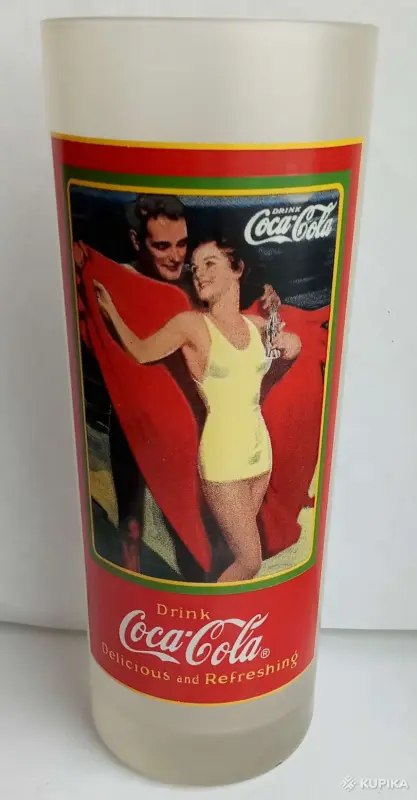 DRINK
Coca-Cola
Drink
Coca-Cola®
Delicious and Refreshing
KUPIKA